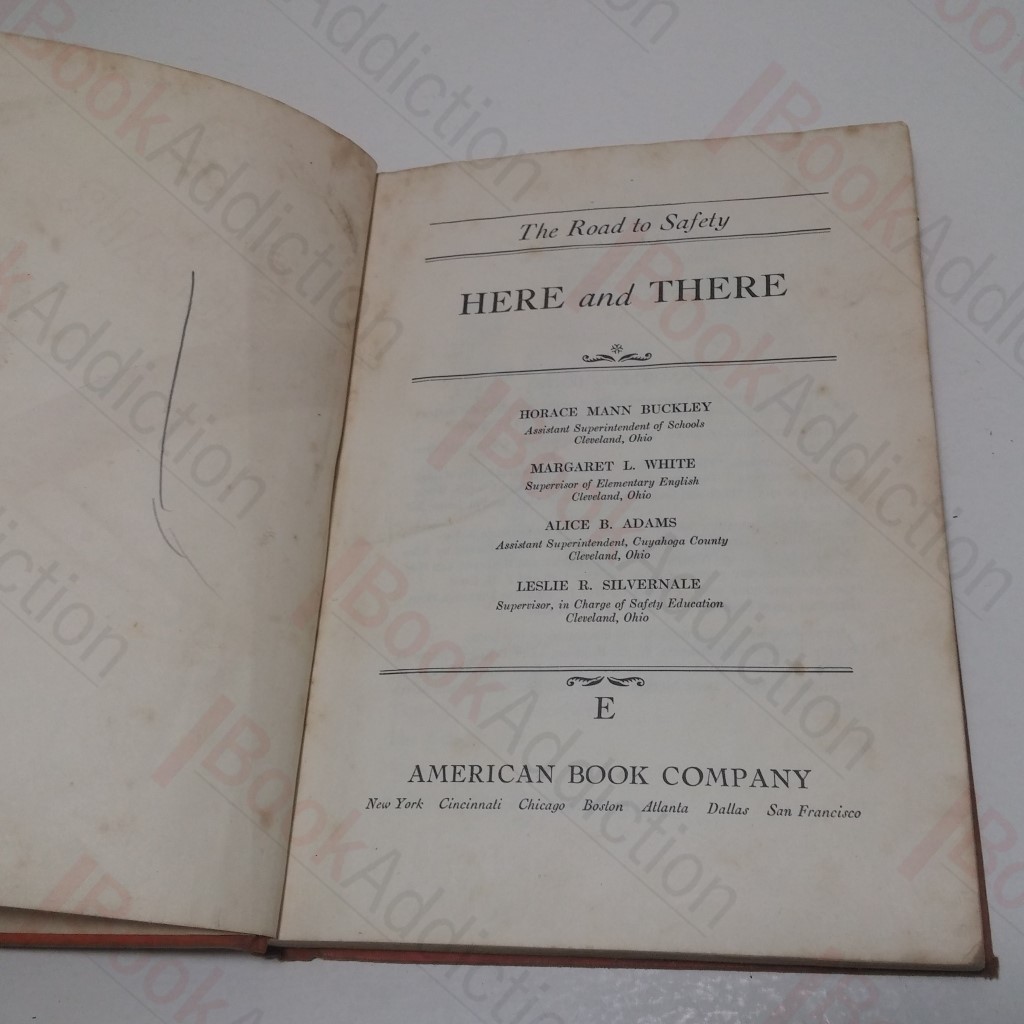 The Road to Safety
HERE and THERE
HORACE MANN BUCKLEY
Assistant Superintendent of Schools
Cleveland, Ohio
MARGARET L. WHITE
Supervisor of Elementary English
Cleveland, Ohio
ALICE B. ADAMS
Assistant Superintendent, Cuyahoga County
Cleveland, Ohio
LESLIE R. SILVERNALE
Supervisor, in Charge of Safety Education
Cleveland, Ohio
E
AMERICAN BOOK COMPANY
New York Cincinnati Chicago Boston Atlanta Dallas San Francisco
BookAddiction